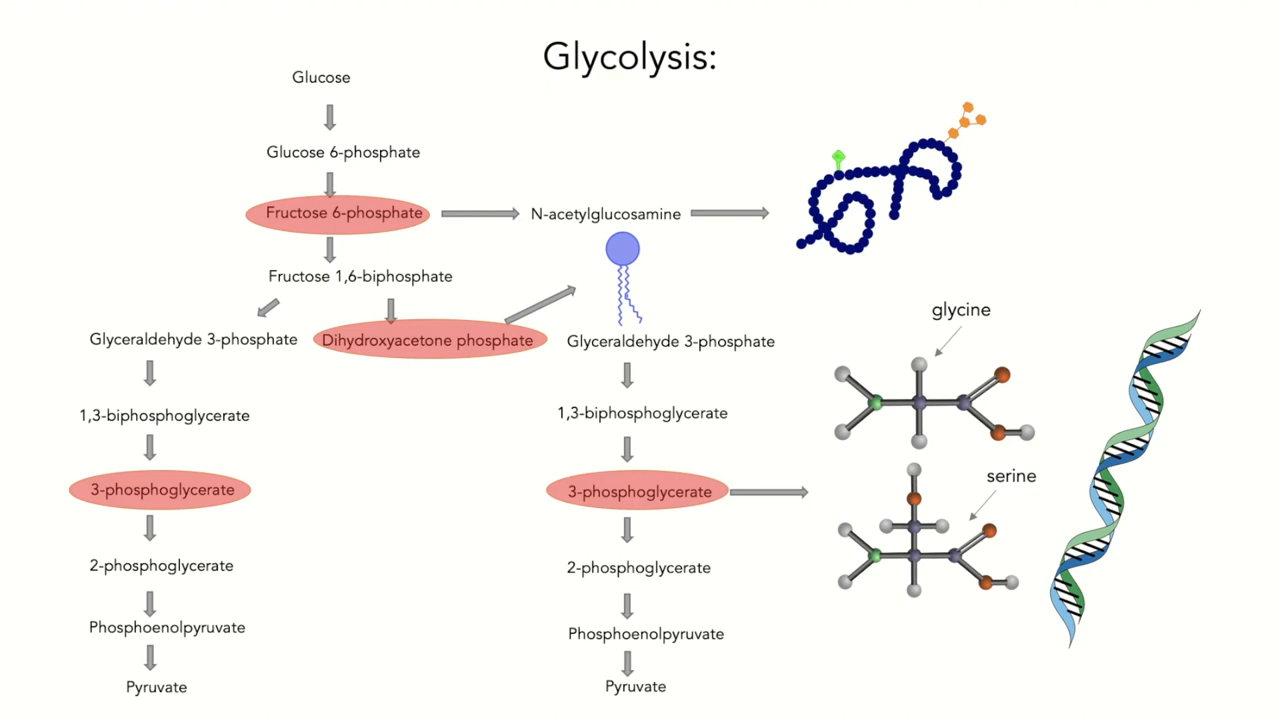 Glycolysis:
Glucose
Glucose 6-phosphate
Fructose 6-phosphate
N-acetylglucosamine
Fructose 1,6-biphosphate
Glyceraldehyde 3-phosphate
Dihydroxyacetone phosphate
Glyceraldehyde 3-phosphate
glycine
1,3-biphosphoglycerate
1,3-biphosphoglycerate
3-phosphoglycerate
3-phosphoglycerate
serine
2-phosphoglycerate
2-phosphoglycerate
Phosphoenolpyruvate
Phosphoenolpyruvate
Pyruvate
Pyruvate